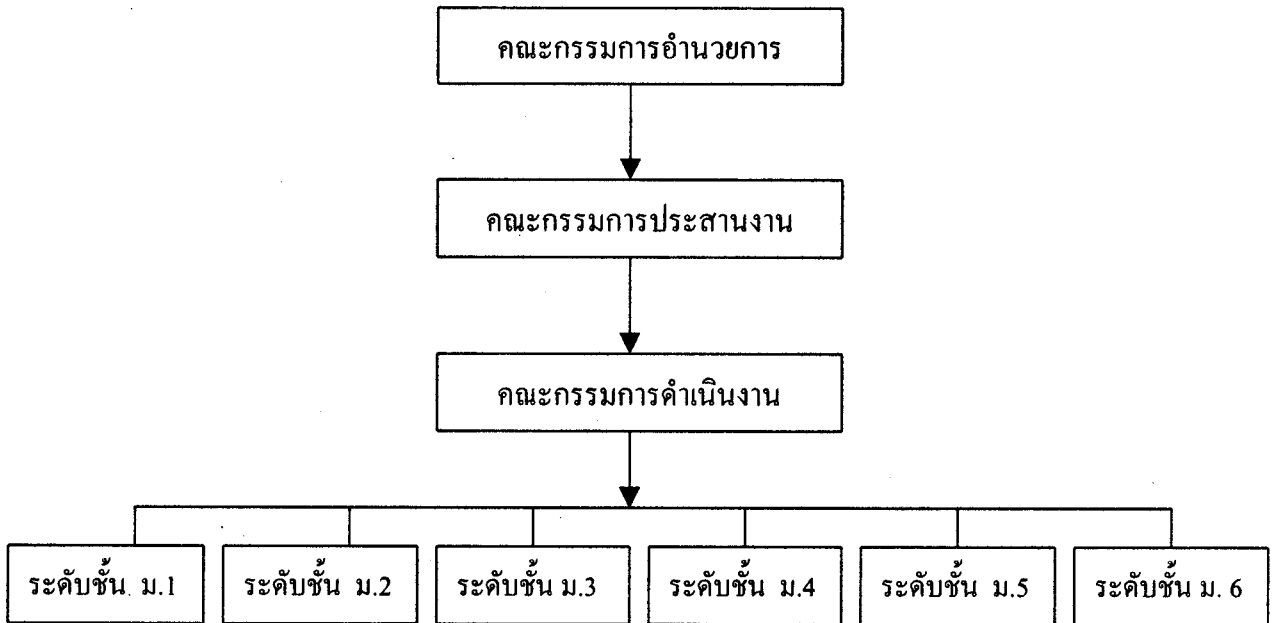 คณะกรรมการอำนวยการ
คณะกรรมการประสานงาน
คณะกรรมการดำเนินงาน
ระดับชั้น ม.1
ระดับชั้น ม.2
ระดับชั้น ม.3
ระดับชั้น ม.4
ระดับชั้น ม.5
ระดับชั้น ม. 6